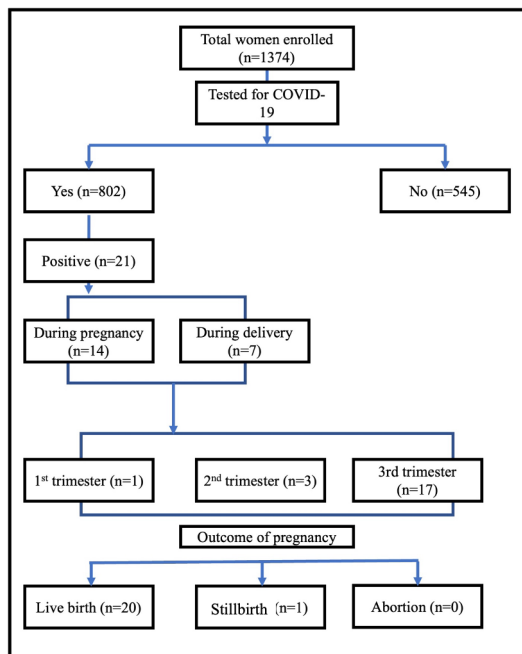 Total women enrolled
(n=1374)
Tested for COVID-
19
Yes (n=802)
No (n=545)
Positive (n=21)
During pregnancy
(n=14)
During delivery
(n=7)
1st trimester (n=1)
2nd trimester (n=3)
3rd trimester
(n=17)
Outcome of pregnancy
Live birth (n=20)
Stillbirth (n=1)
Abortion (n=0)